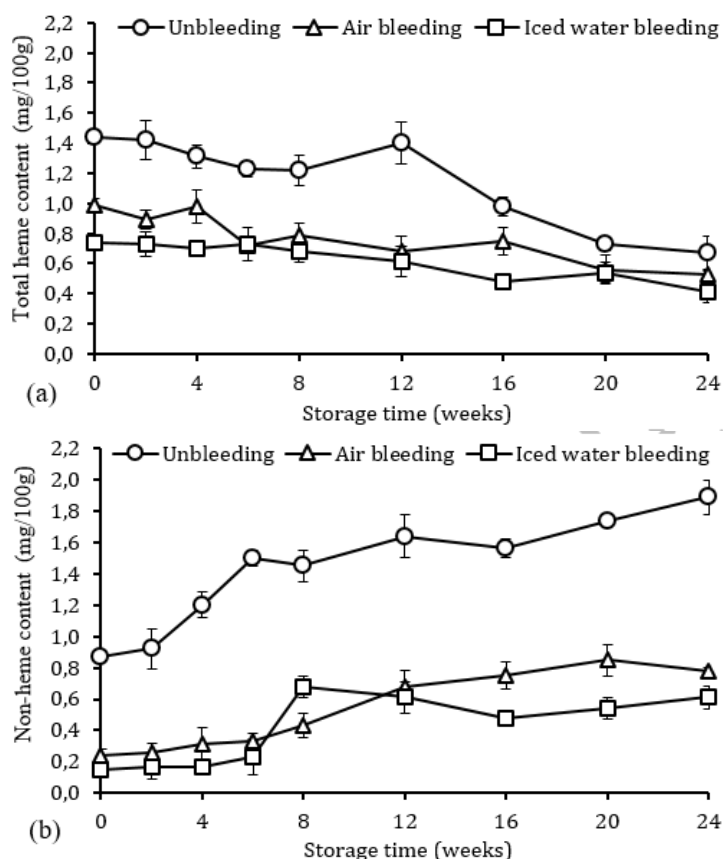 Unbleeding Air bleeding Iced water bleeding
2,2
2,0
1,8
1,6
1,4
1,2
1,0
0,8
0,6
0,4
0,2
0,0
Total heme content (mg/100g)
0 4 8 12 16 20 24
(a)
Storage time (weeks)
Unbleeding Air bleeding Iced water bleeding
2,2
2,0
1,8
1,6
1,4
1,2
1,0
0,8
0,6
0,4
0,2
0,0
Non-heme content (mg/100g)
0 4 8 12 16 20 24
(b)
Storage time (weeks)